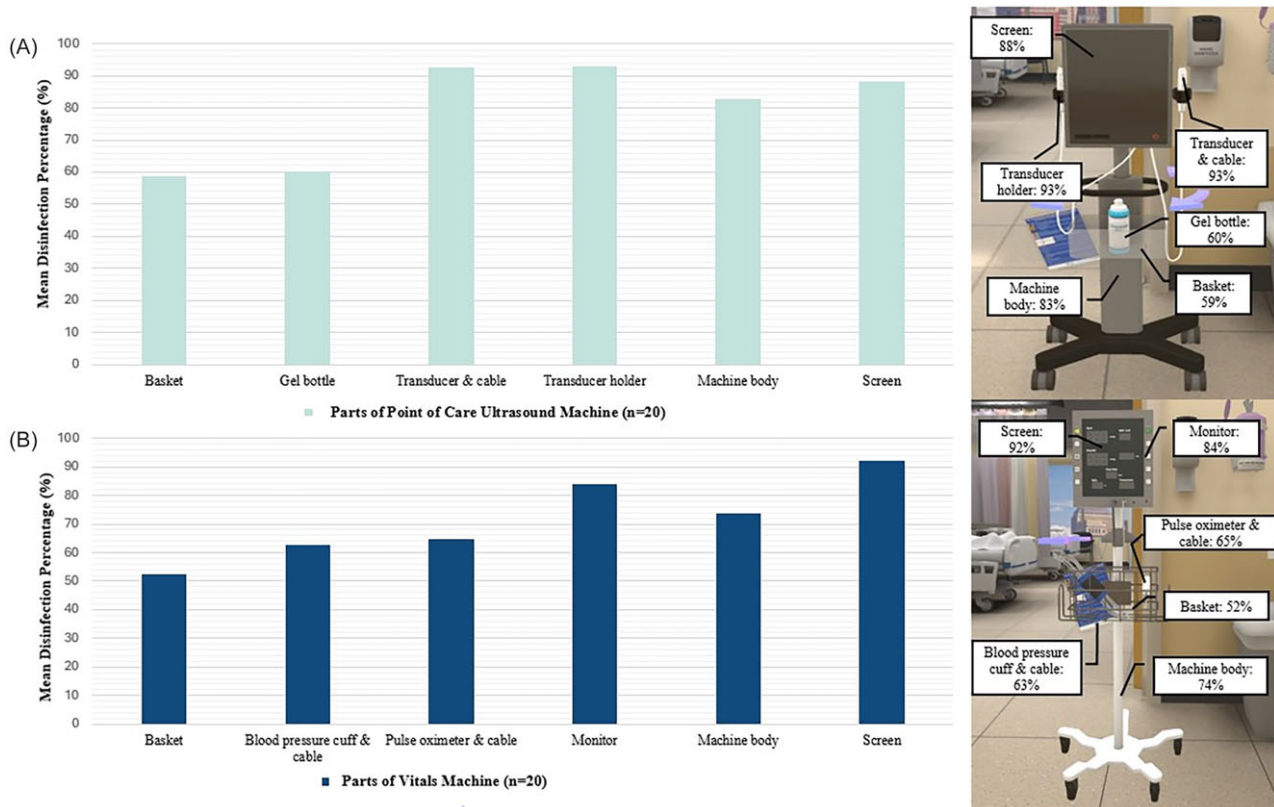 (A)
Mean Disinfection Percentage (%)
100
90
80
70
60
50
40
30
20
10
0
Basket
Gel bottle
Transducer & cable
Transducer holder
Machine body
Screen
Parts of Point of Care Ultrasound Machine (n=20)
Screen:
88%
Transducer
& cable:
93%
Transducer
holder: 93%
Gel bottle:
60%
Machine
body: 83%
Basket:
59%
(B)
Mean Disinfection Percentage (%)
100
90
80
70
60
50
40
30
20
10
0
Basket
Blood pressure cuff &
cable
Pulse oximeter & cable
Monitor
Machine body
Screen
Parts of Vitals Machine (n=20)
Screen:
92%
Monitor:
84%
Pulse oximeter &
cable: 65%
Basket: 52%
Blood pressure
cuff & cable:
63%
Machine body:
74%